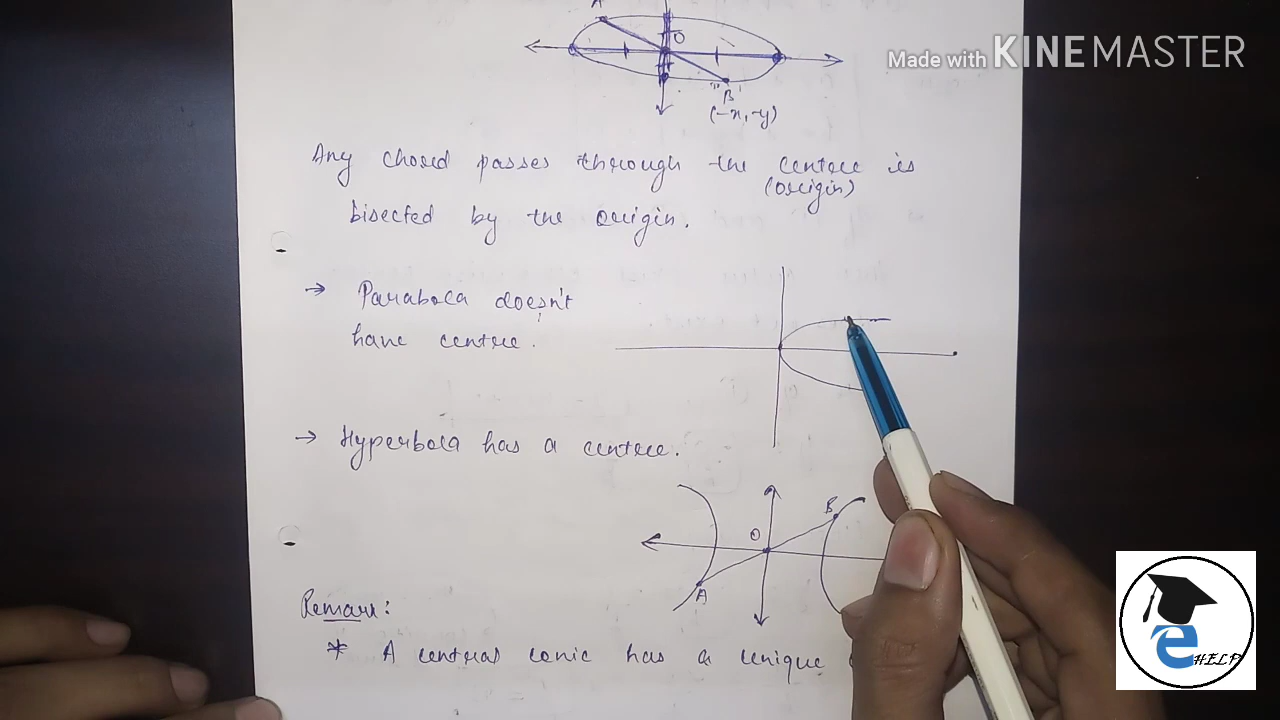 A
O
Made with KINEMASTER
B
(-x, -y)
Any chord passes through the centre is
(origin)
bisected by the origin.
→ Parabola doesn't
have centre.
→ Hyperbola has a centre.
B
O
A
Remark:
* A central conic has a unique
e
HELP